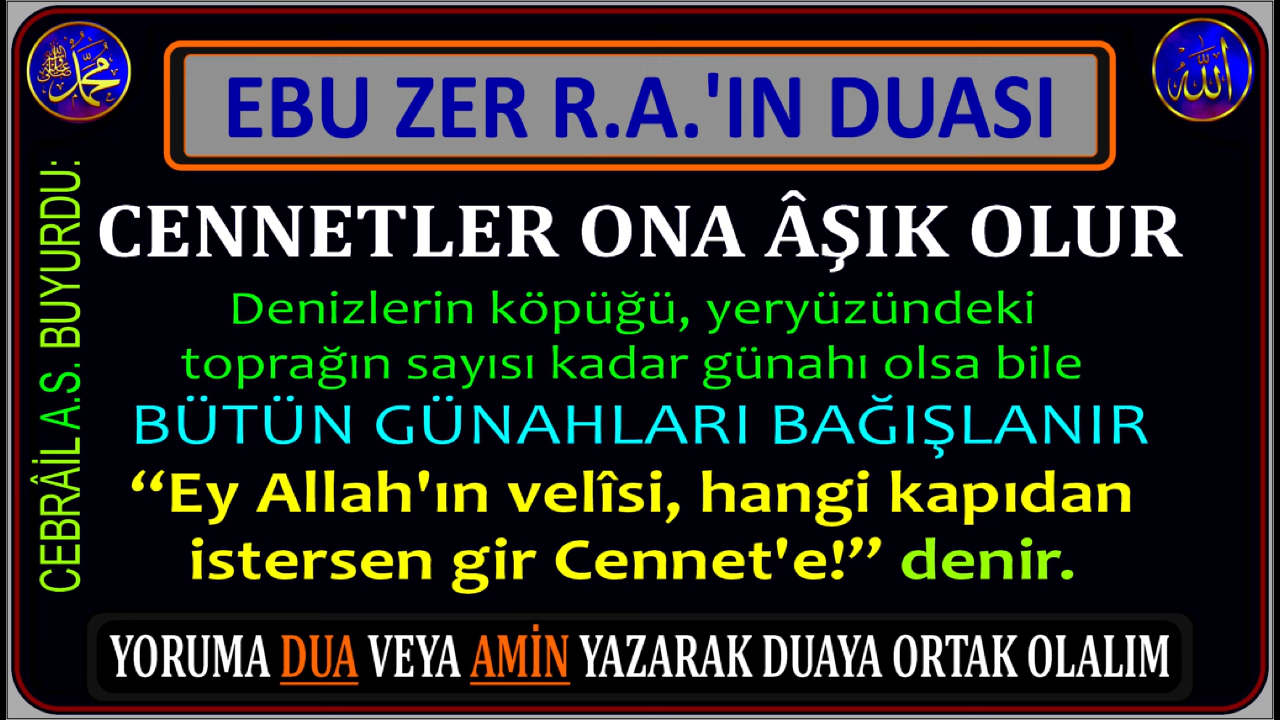 EBU ZER R.A.'IN DUASI
CEBRÂİL A.S. BUYURDU:
CENNETLER ONA ÂŞIK OLUR
Denizlerin köpüğü, yeryüzündeki
toprağın sayısı kadar günahı olsa bile
BÜTÜN GÜNAHLARI BAĞIŞLANIR
“Ey Allah'ın velîsi, hangi kapıdan
istersen gir Cennet'e!” denir.
YORUMA DUA VEYA AMİN YAZARAK DUAYA ORTAK OLALIM
محمد
الله